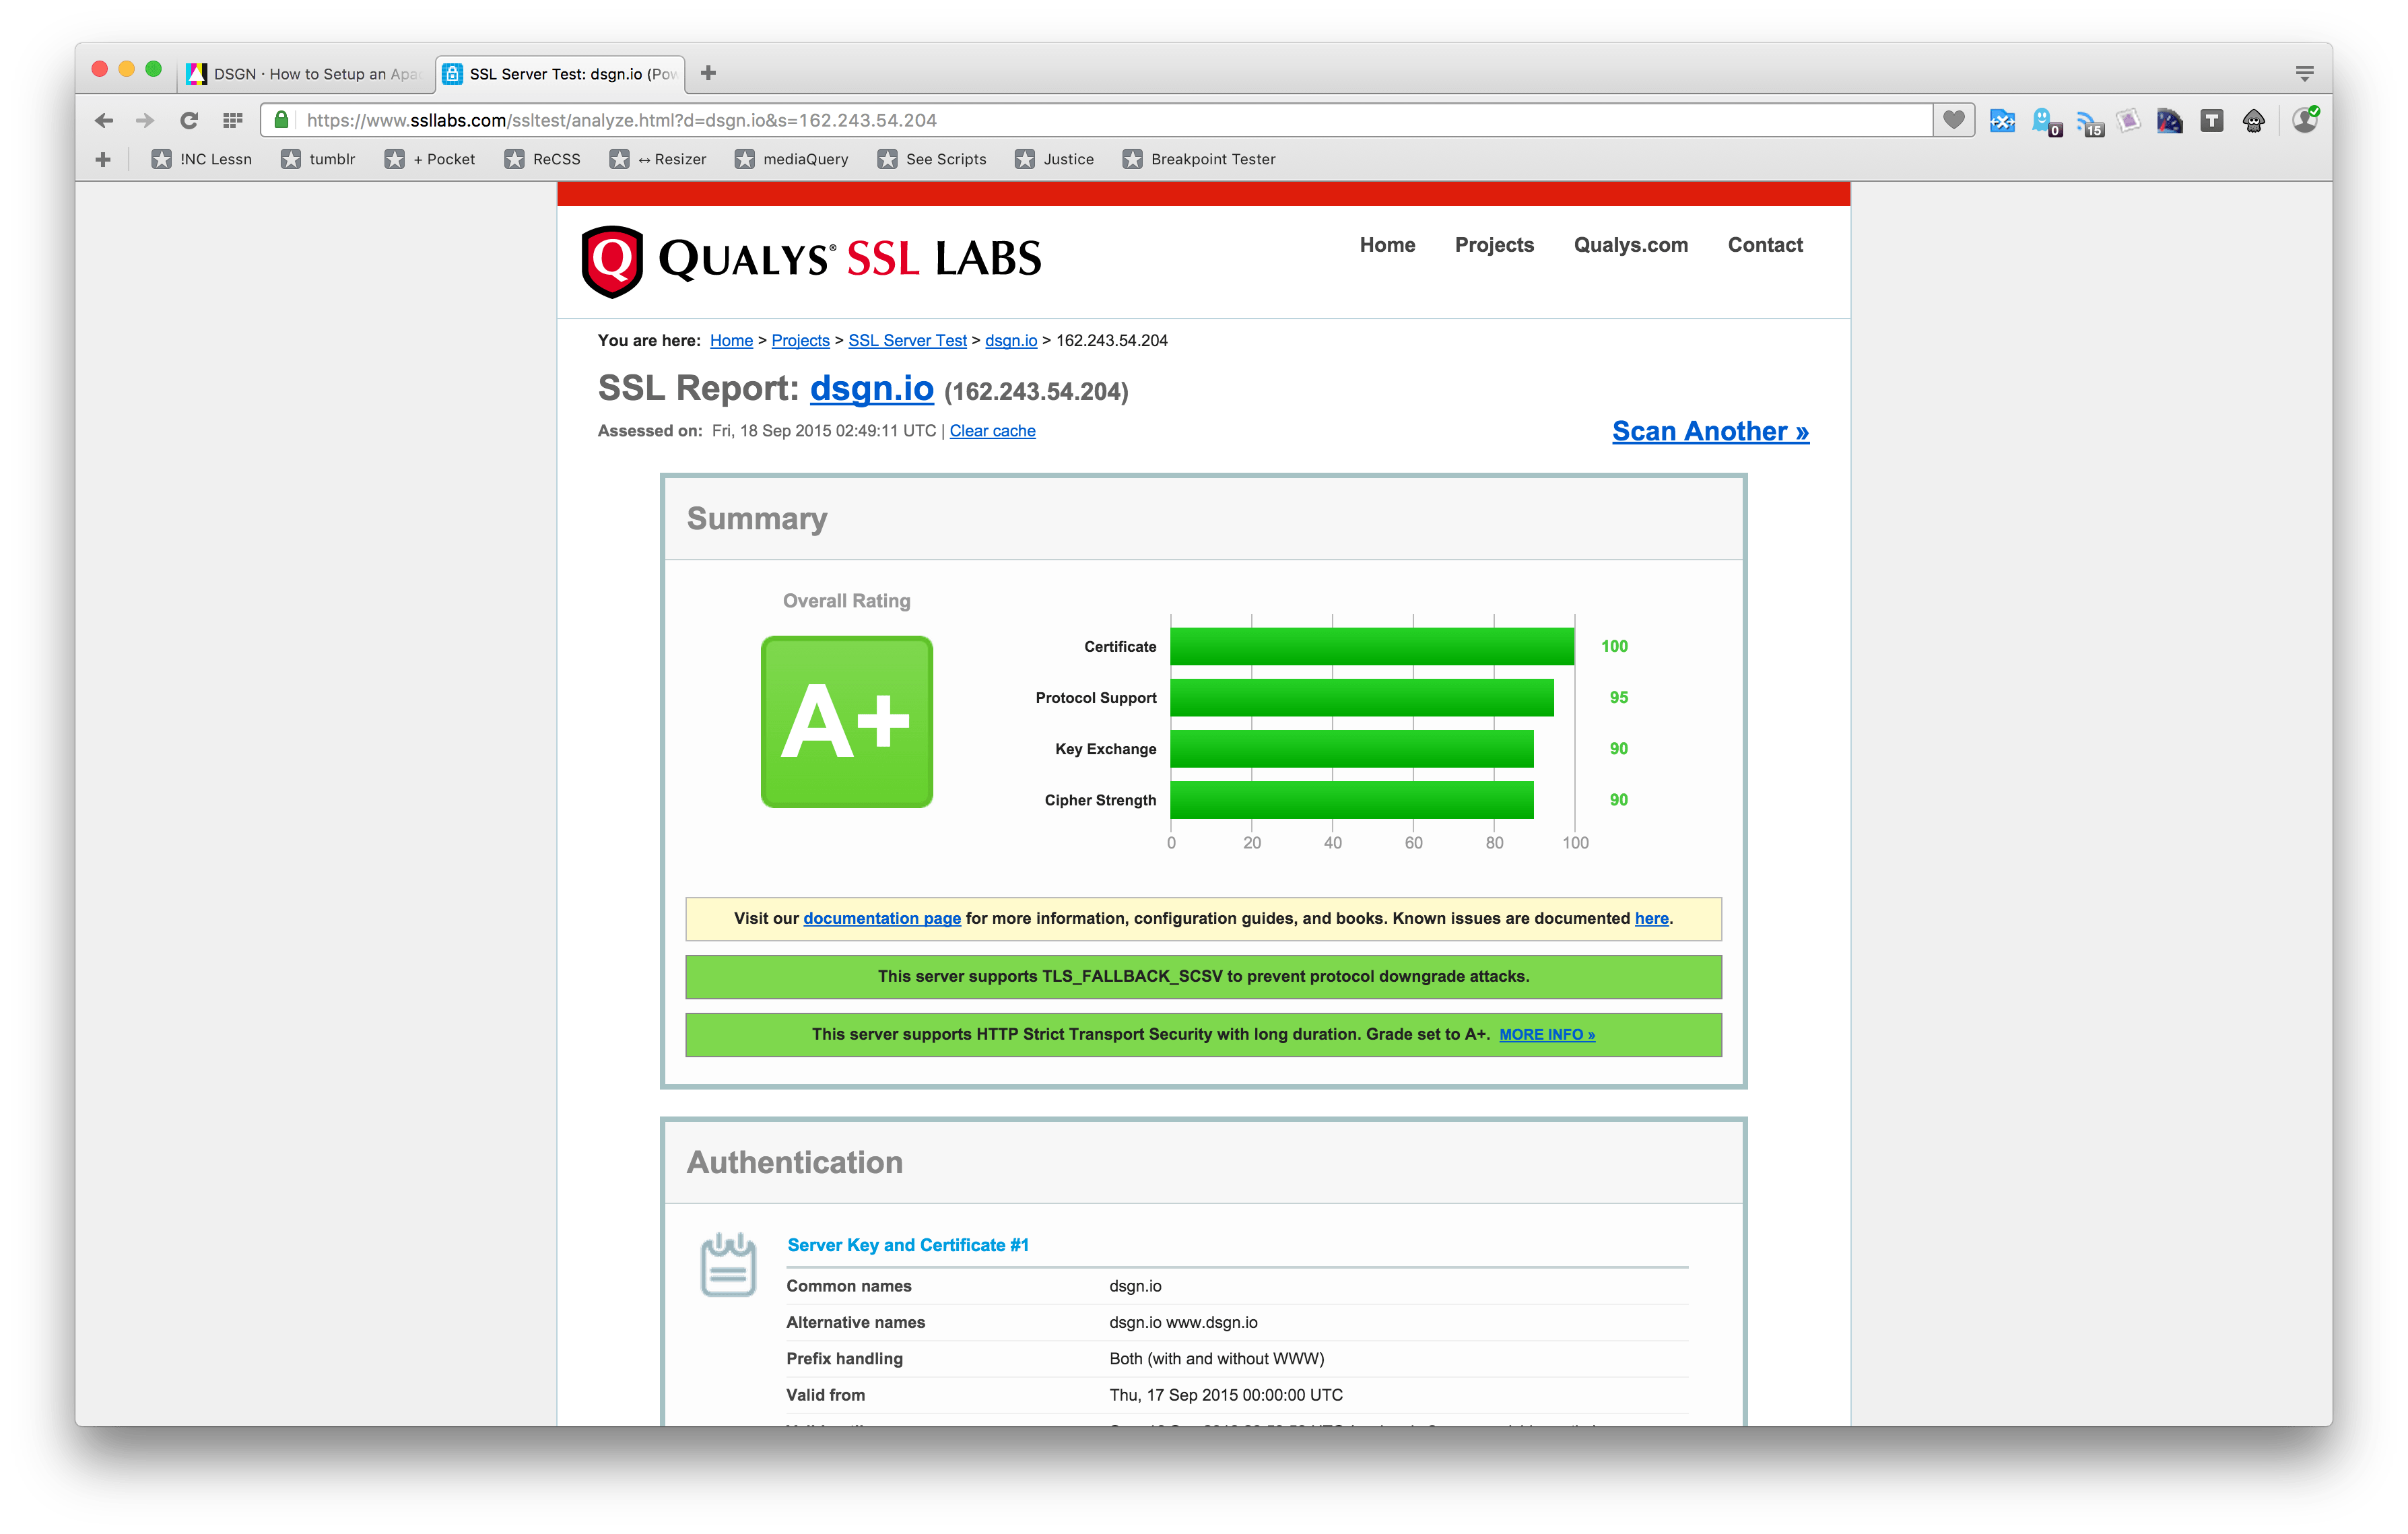 DSGN · How to Setup an Apa
SSL Server Test: dsgn.io (Pow
https://www.ssllabs.com/ssltest/analyze.html?d=dsgn.io&s=162.243.54.204
0
15
T
!NC Lessn
tumblr
+ Pocket
ReCSS
↔ Resizer
mediaQuery
See Scripts
Justice
Breakpoint Tester
QUALYS® SSL LABS
Home
Projects
Qualys.com
Contact
You are here: Home > Projects > SSL Server Test > dsgn.io > 162.243.54.204
SSL Report: dsgn.io (162.243.54.204)
Assessed on: Fri, 18 Sep 2015 02:49:11 UTC | Clear cache
Scan Another »
Summary
Overall Rating
A+
Certificate 100
Protocol Support 95
Key Exchange 90
Cipher Strength 90
0 20 40 60 80 100
Visit our documentation page for more information, configuration guides, and books. Known issues are documented here.
This server supports TLS_FALLBACK_SCSV to prevent protocol downgrade attacks.
This server supports HTTP Strict Transport Security with long duration. Grade set to A+. MORE INFO »
Authentication
Server Key and Certificate #1
Common names dsgn.io
Alternative names dsgn.io www.dsgn.io
Prefix handling Both (with and without WWW)
Valid from Thu, 17 Sep 2015 00:00:00 UTC